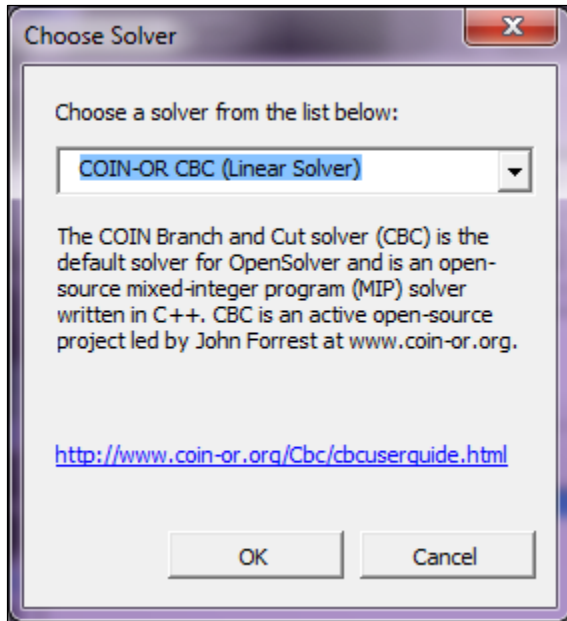 Choose Solver
Choose a solver from the list below:
COIN-OR CBC (Linear Solver)
The COIN Branch and Cut solver (CBC) is the
default solver for OpenSolver and is an open-
source mixed-integer program (MIP) solver
written in C++. CBC is an active open-source
project led by John Forrest at www.coin-or.org.
http://www.coin-or.org/Cbc/cbcuserguide.html
OK
Cancel